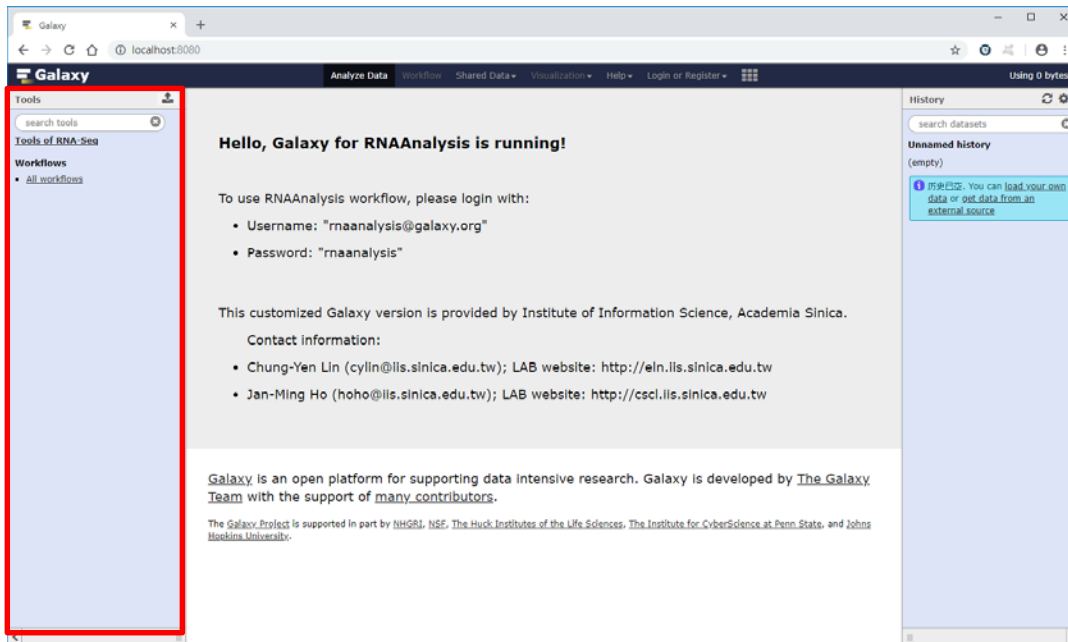 Galaxy
localhost:8080
Galaxy
Analyze Data Workflow Shared Data Visualization Help Login or Register
Using 0 bytes
Tools
search tools
Tools of RNA-Seq
Workflows
All workflows
Hello, Galaxy for RNAAnalysis is running!
To use RNAAnalysis workflow, please login with:
• Username: "rnaanalysis@galaxy.org"
• Password: "rnaanalysis"
This customized Galaxy version is provided by Institute of Information Science, Academia Sinica.
Contact information:
• Chung-Yen Lin (cylin@iis.sinica.edu.tw); LAB website: http://eln.iis.sinica.edu.tw
• Jan-Ming Ho (hoho@iis.sinica.edu.tw); LAB website: http://cscl.iis.sinica.edu.tw
Galaxy is an open platform for supporting data intensive research. Galaxy is developed by The Galaxy
Team with the support of many contributors.
The Galaxy Project is supported in part by NHGRI, NSF, The Huck Institutes of the Life Sciences, The Institute for CyberScience at Penn State, and Johns
Hopkins University.
History
search datasets
Unnamed history
(empty)
历史已空. You can load your own
data or get data from an
external source